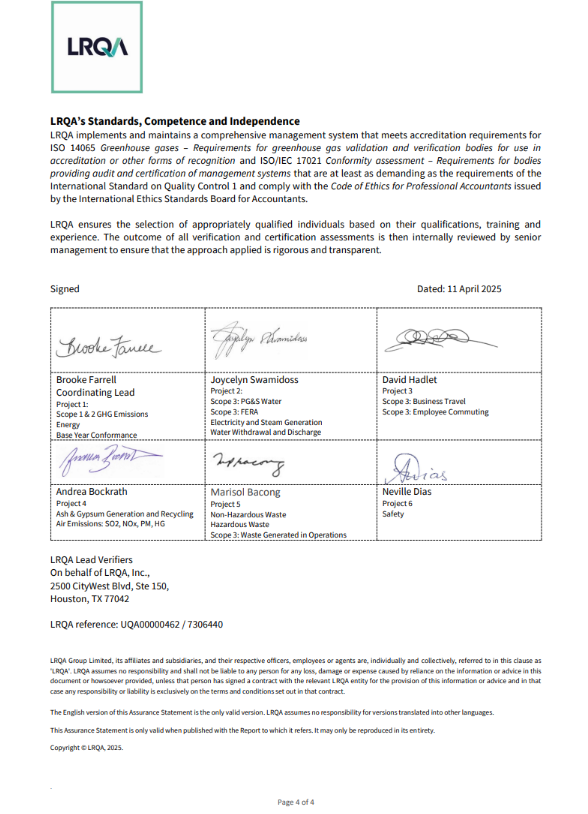 LRQA
LRQA's Standards, Competence and Independence
LRQA implements and maintains a comprehensive management system that meets accreditation requirements for
ISO 14065 Greenhouse gases – Requirements for greenhouse gas validation and verification bodies for use in
accreditation or other forms of recognition and ISO/IEC 17021 Conformity assessment – Requirements for bodies
providing audit and certification of management systems that are at least as demanding as the requirements of the
International Standard on Quality Control 1 and comply with the Code of Ethics for Professional Accountants issued
by the International Ethics Standards Board for Accountants.
LRQA ensures the selection of appropriately qualified individuals based on their qualifications, training and
experience. The outcome of all verification and certification assessments is then internally reviewed by senior
management to ensure that the approach applied is rigorous and transparent.
Signed Dated: 11 April 2025
Brooke Farrell
Coordinating Lead
Project 1:
Scope 1 & 2 GHG Emissions
Energy
Base Year Conformance
Joycelyn Swamidoss
Project 2:
Scope 3: PG&S Water
Scope 3: FERA
Electricity and Steam Generation
Water Withdrawal and Discharge
David Hadlet
Project 3
Scope 3: Business Travel
Scope 3: Employee Commuting
Andrea Bockrath
Project 4
Ash & Gypsum Generation and Recycling
Air Emissions: SO2, NOx, PM, HG
Marisol Bacong
Project 5
Non-Hazardous Waste
Hazardous Waste
Scope 3: Waste Generated in Operations
Neville Dias
Project 6
Safety
LRQA Lead Verifiers
On behalf of LRQA, Inc.,
2500 CityWest Blvd, Ste 150,
Houston, TX 77042
LRQA reference: UQA00000462 / 7306440
LRQA Group Limited, its affiliates and subsidiaries, and their respective officers, employees or agents are, individually and collectively, referred to in this clause as
'LRQA'. LRQA assumes no responsibility and shall not be liable to any person for any loss, damage or expense caused by reliance on the information or advice in this
document or howsoever provided, unless that person has signed a contract with the relevant LRQA entity for the provision of this information or advice and in that
case any responsibility or liability is exclusively on the terms and conditions set out in that contract.
The English version of this Assurance Statement is the only valid version. LRQA assumes no responsibility for versions translated into other languages.
This Assurance Statement is only valid when published with the Report to which it refers. It may only be reproduced in its entirety.
Copyright © LRQA, 2025.
Page 4 of 4